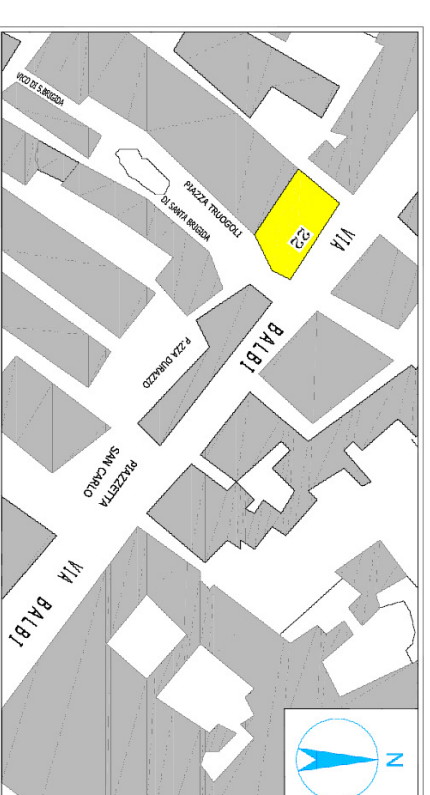 VICO DI S.BRIGIDA
PIAZZA TRUOGOLI
DI SANTA BRIGIDA
22
VIA
BALBI
P.ZZA DURAZZO
PIAZZETTA
SAN CARLO
VIA BALBI
N